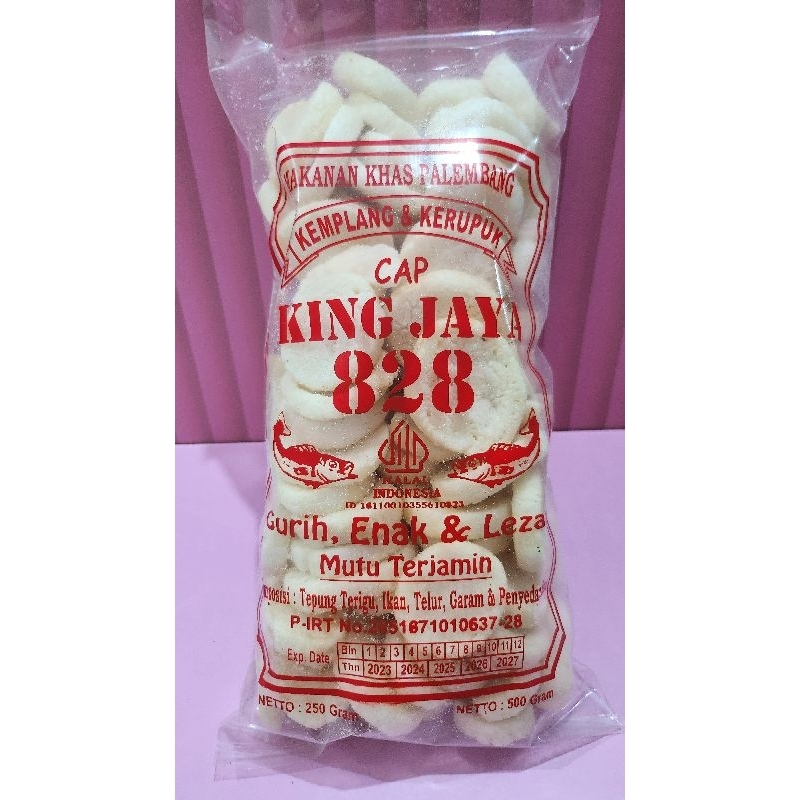 MAKANAN KHAS PALEMBANG
KEMPLANG & KERUPUK
CAP
KING JAYA
828
HALAL
INDONESIA
Gurih, Enak & Leza
Mutu Terjamin
: Tepung Terigu, Ikan, Telur, Garam & Penyeda
P-IRT No.
Exp. Date
Bln 1 2 3 4 5 6 7 8 9 10 11 12
Thn 2023 2024 2025 2026 2027
NETTO : 250 Gram
NETTO : 500 Gram